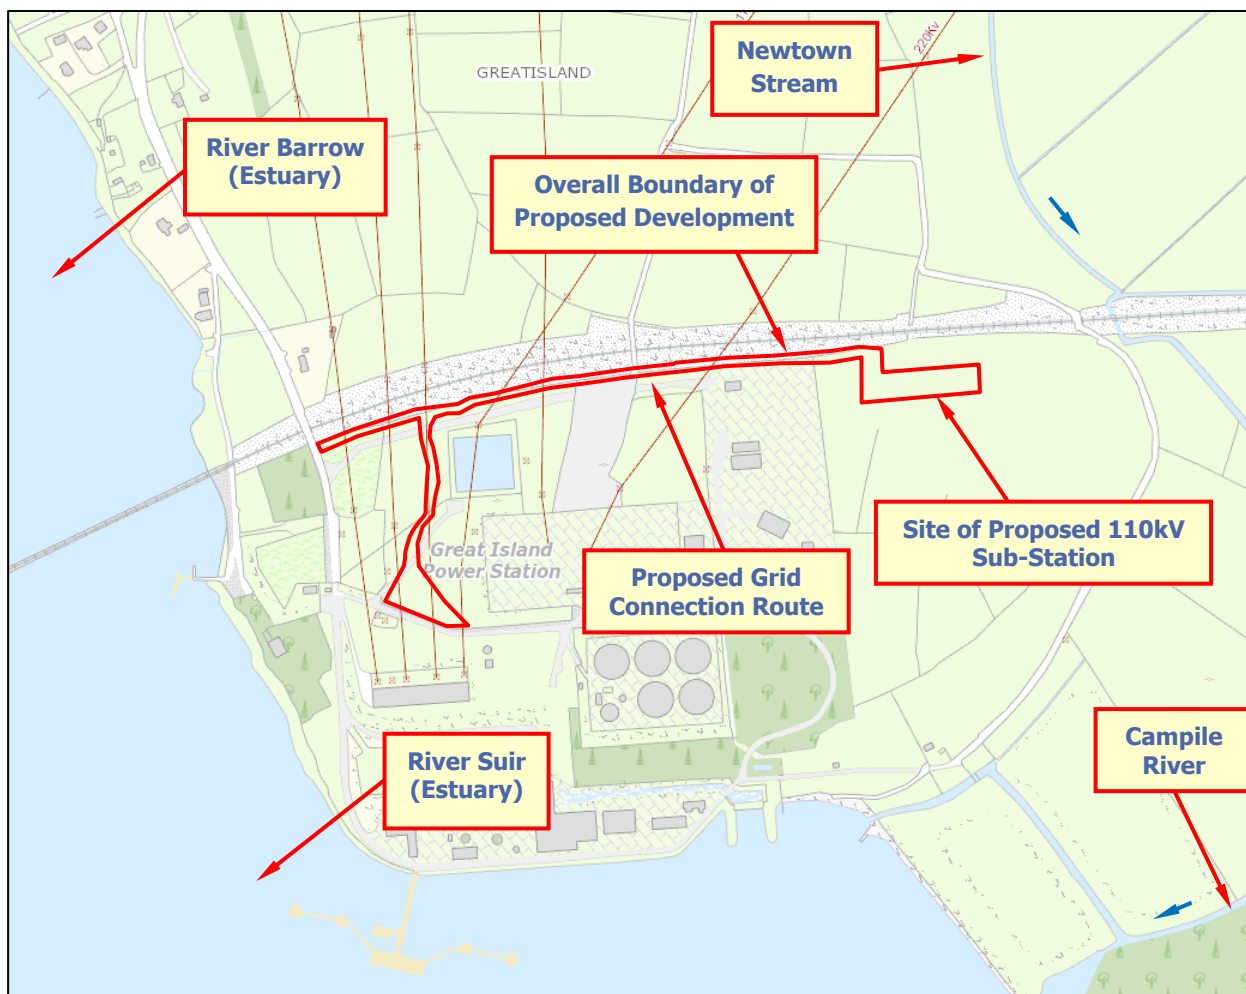 220Kv
Newtown
Stream
GREATISLAND
River Barrow
(Estuary)
Overall Boundary of
Proposed Development
Site of Proposed 110kV
Sub-Station
Great Island
Power Station
Proposed Grid
Connection Route
Campile
River
River Suir
(Estuary)